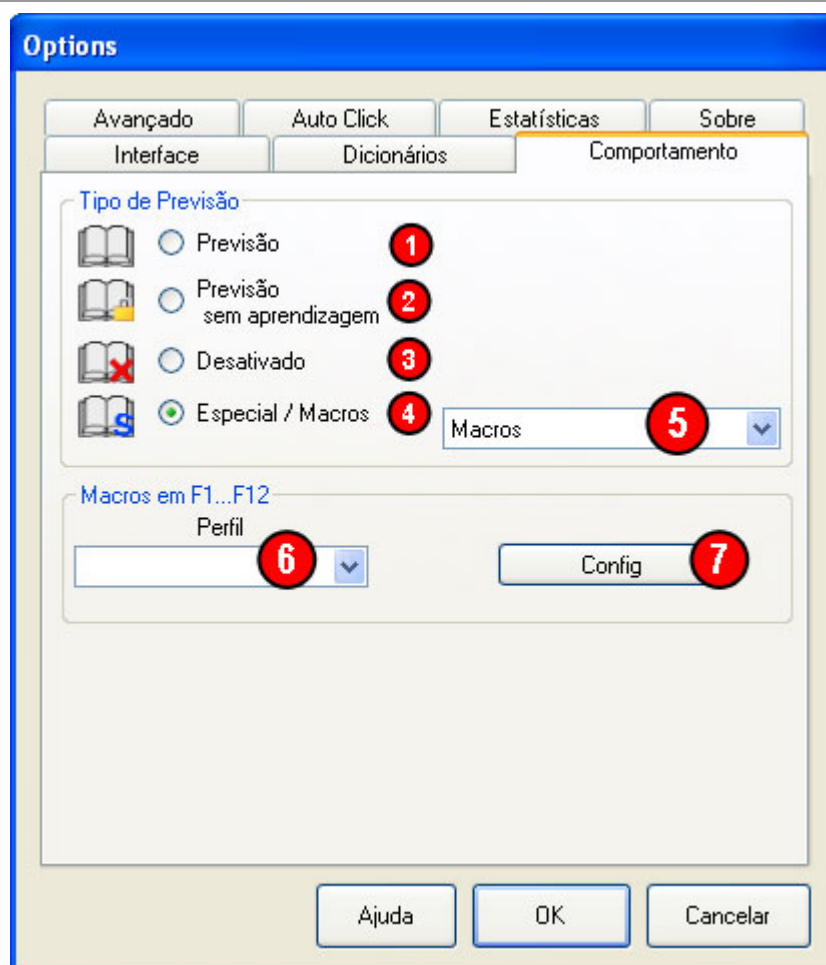 Options
Avançado Auto Click Estatísticas Sobre
Interface Dicionários Comportamento
Tipo de Previsão
Previsão 1
Previsão
sem aprendizagem 2
Desativado 3
Especial / Macros 4 Macros 5
Macros em F1...F12
Perfil
6 Config 7
Ajuda OK Cancelar